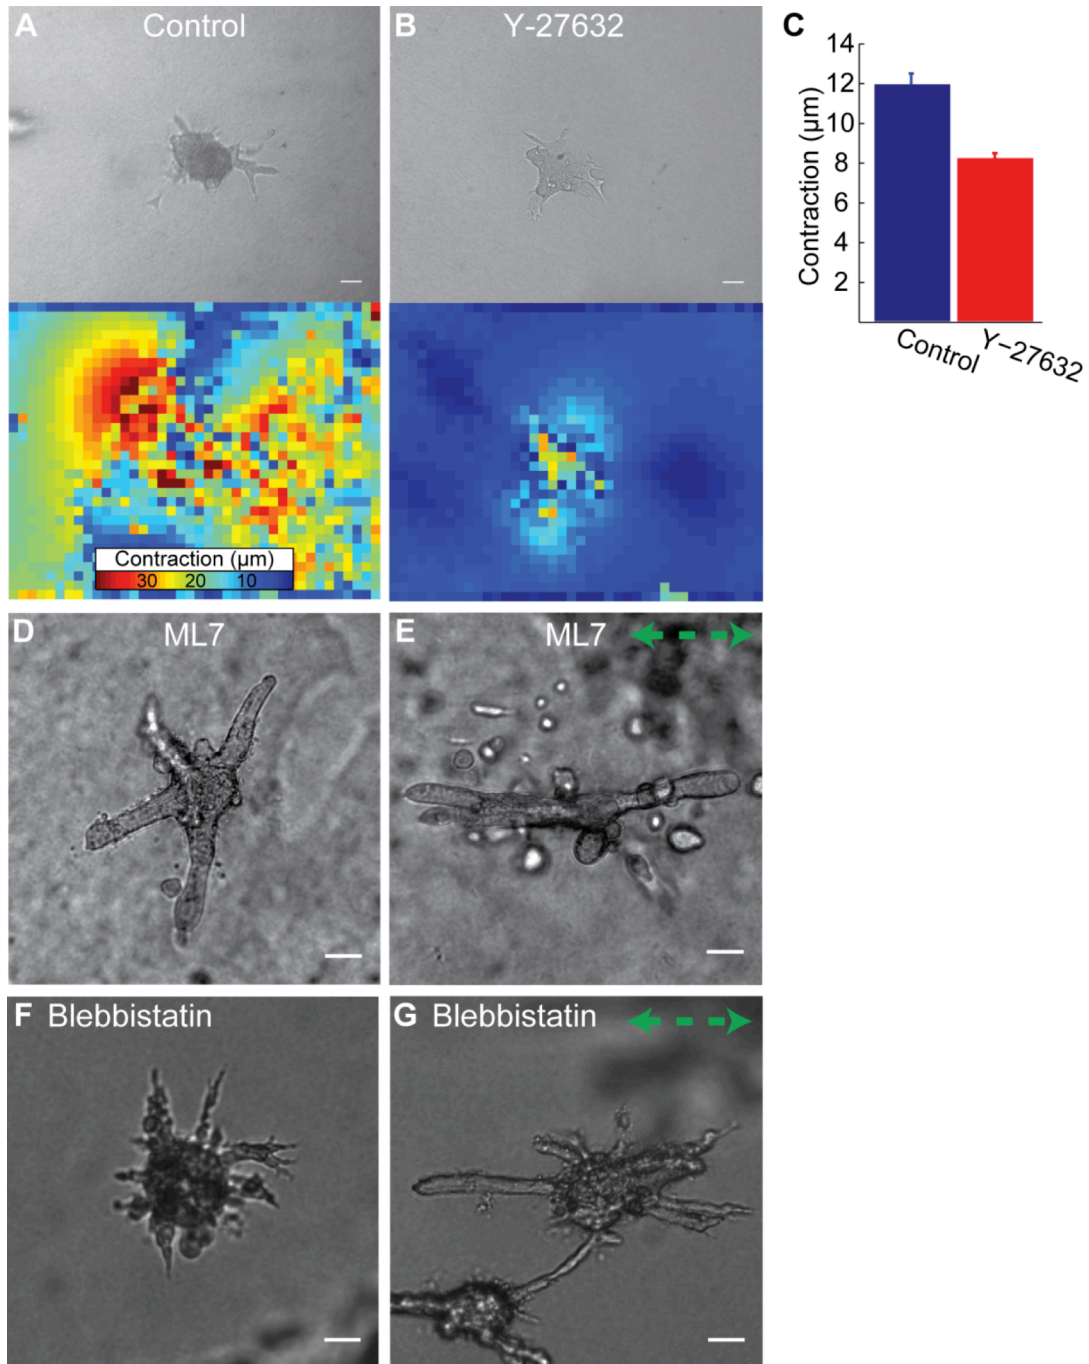 A Control
B Y-27632
C
14
12
10
8
6
4
2
Contraction (µm)
Control
Y−27632
Contraction (µm)
30 20 10
D ML7
E ML7
F Blebbistatin
G Blebbistatin